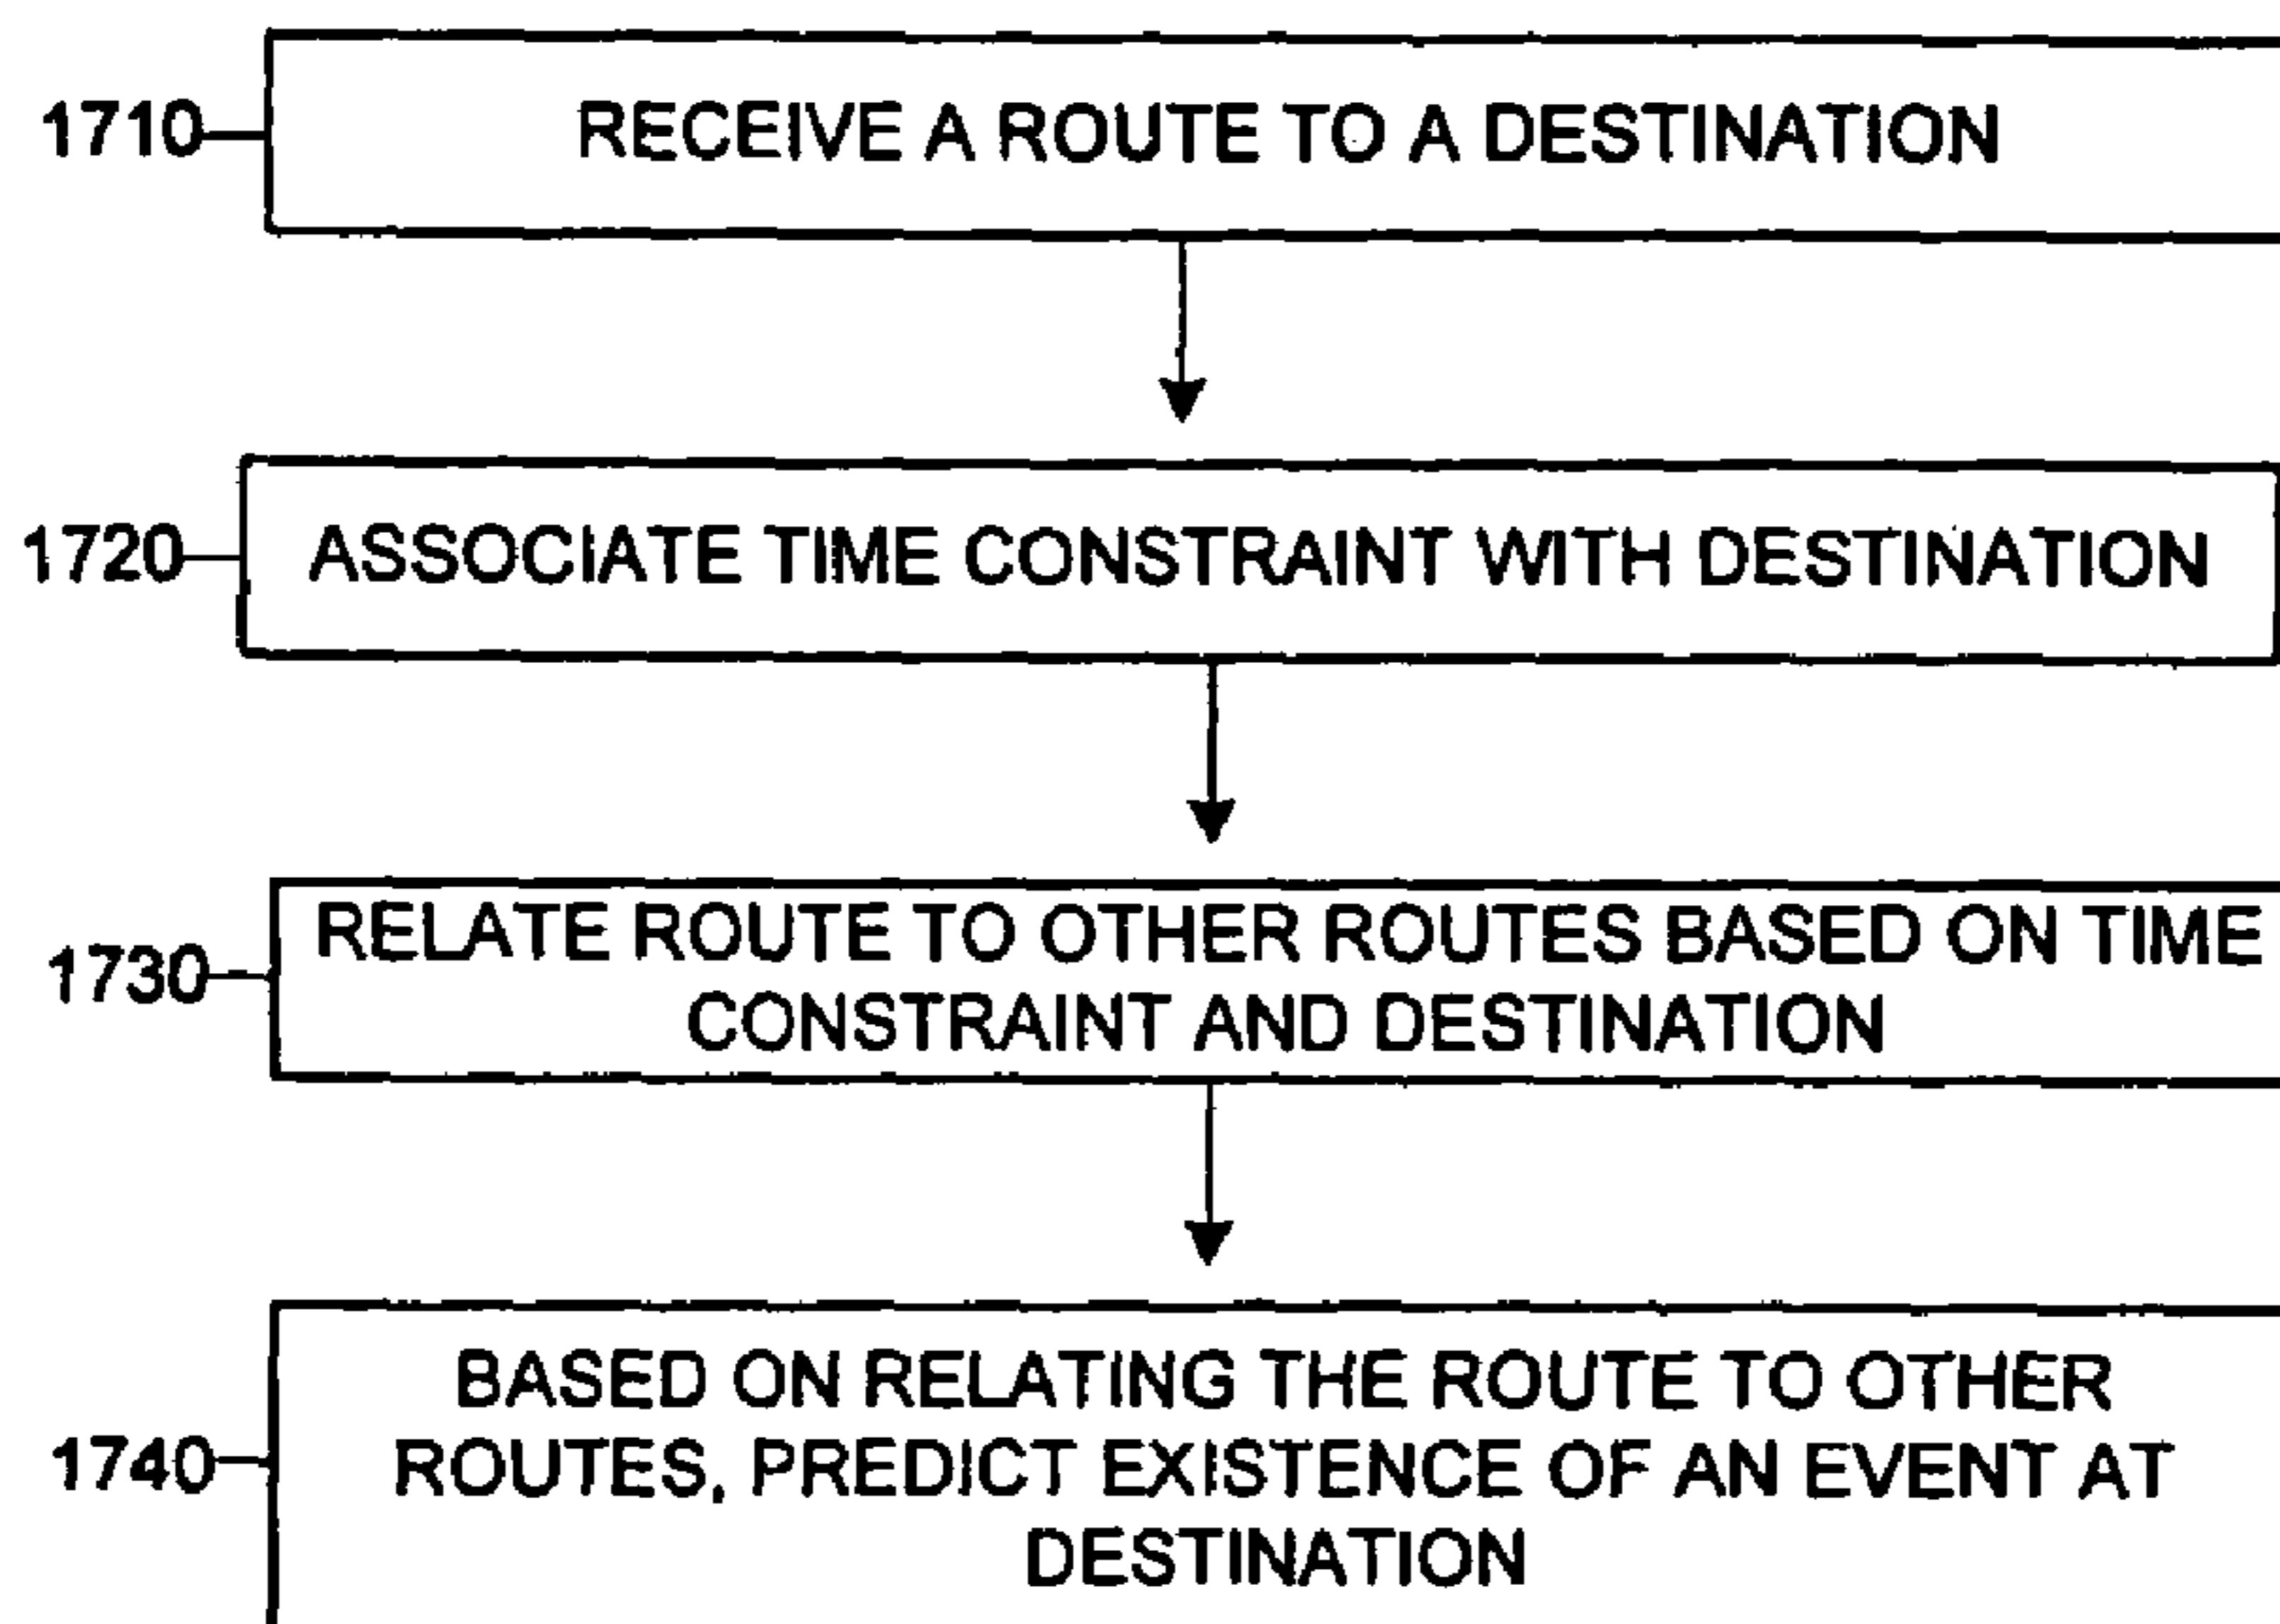 1710
RECEIVE A ROUTE TO A DESTINATION
1720
ASSOCIATE TIME CONSTRAINT WITH DESTINATION
1730
RELATE ROUTE TO OTHER ROUTES BASED ON TIME
CONSTRAINT AND DESTINATION
1740
BASED ON RELATING THE ROUTE TO OTHER
ROUTES, PREDICT EXISTENCE OF AN EVENT AT
DESTINATION